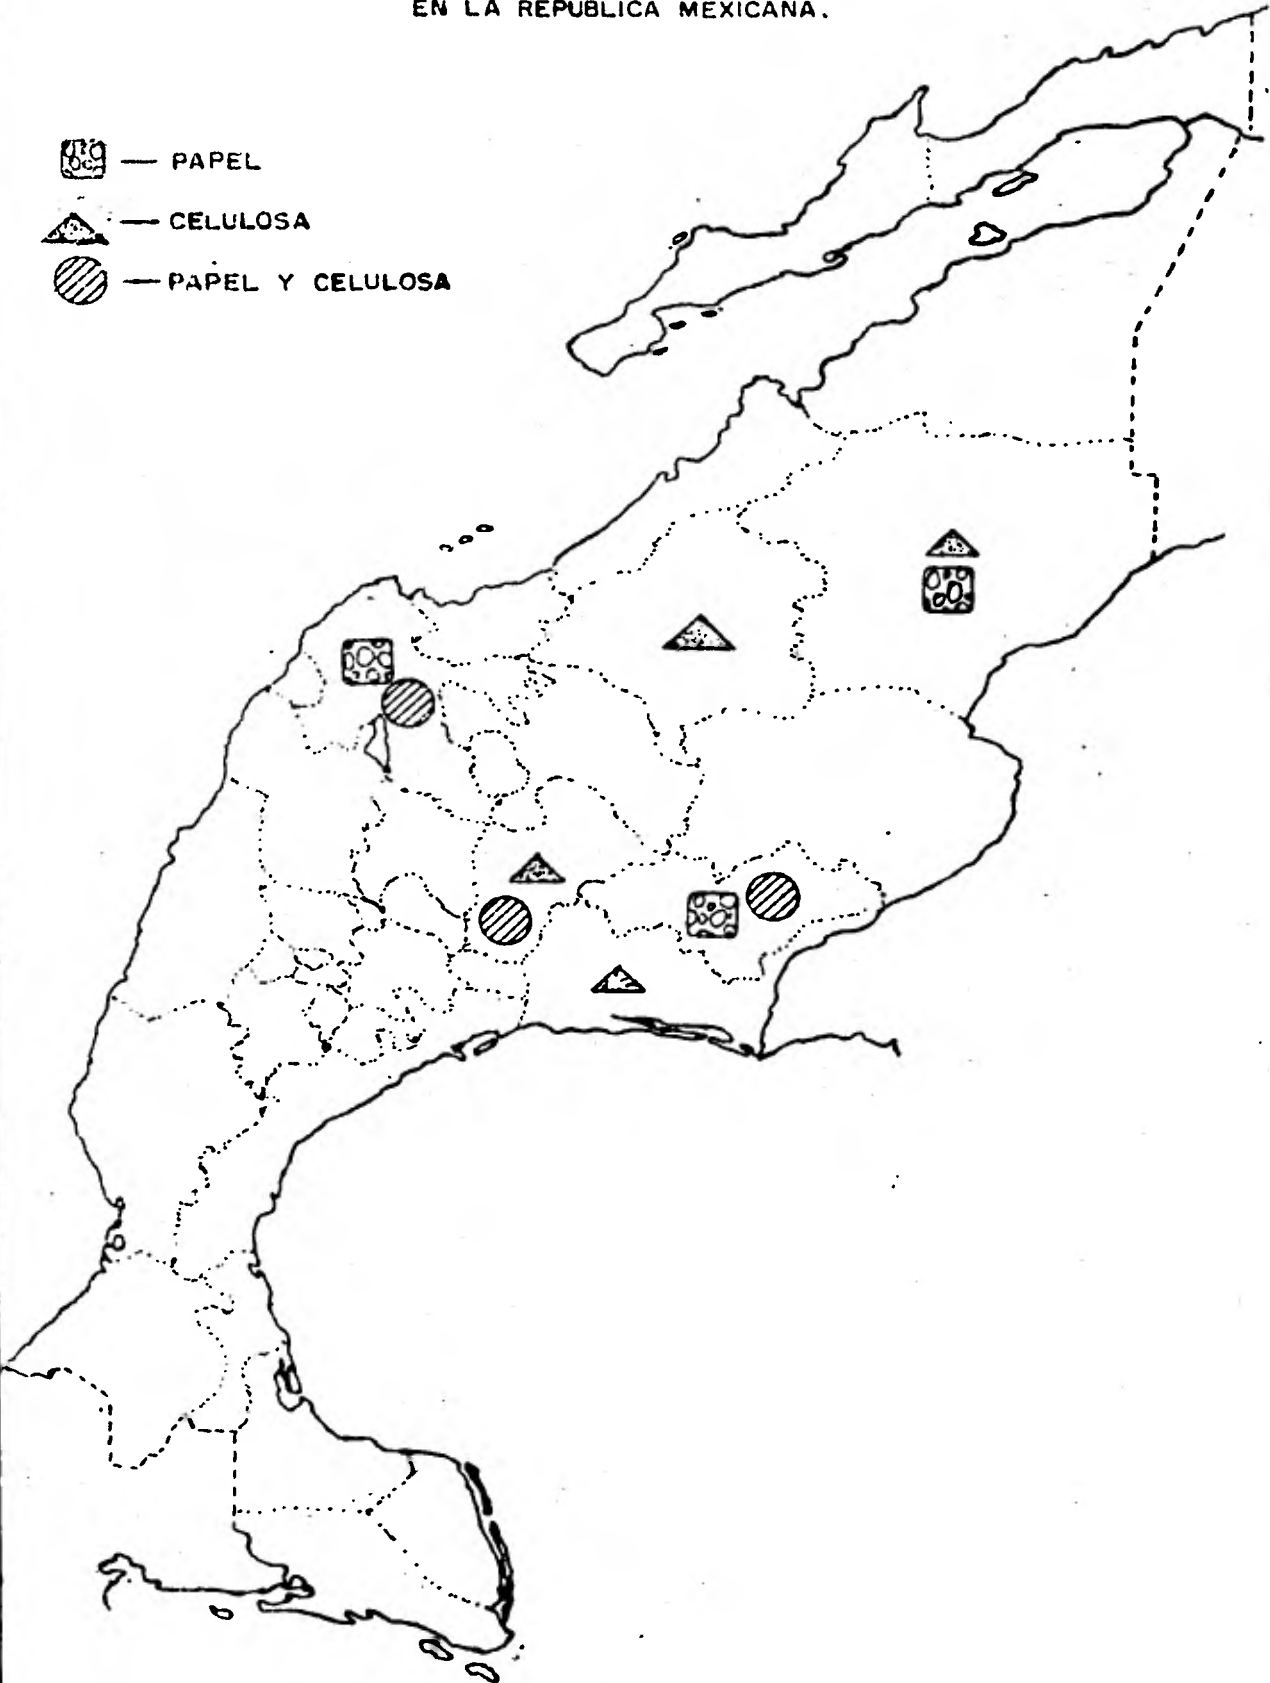 EN LA REPUBLICA MEXICANA.
— PAPEL
— CELULOSA
— PAPEL Y CELULOSA